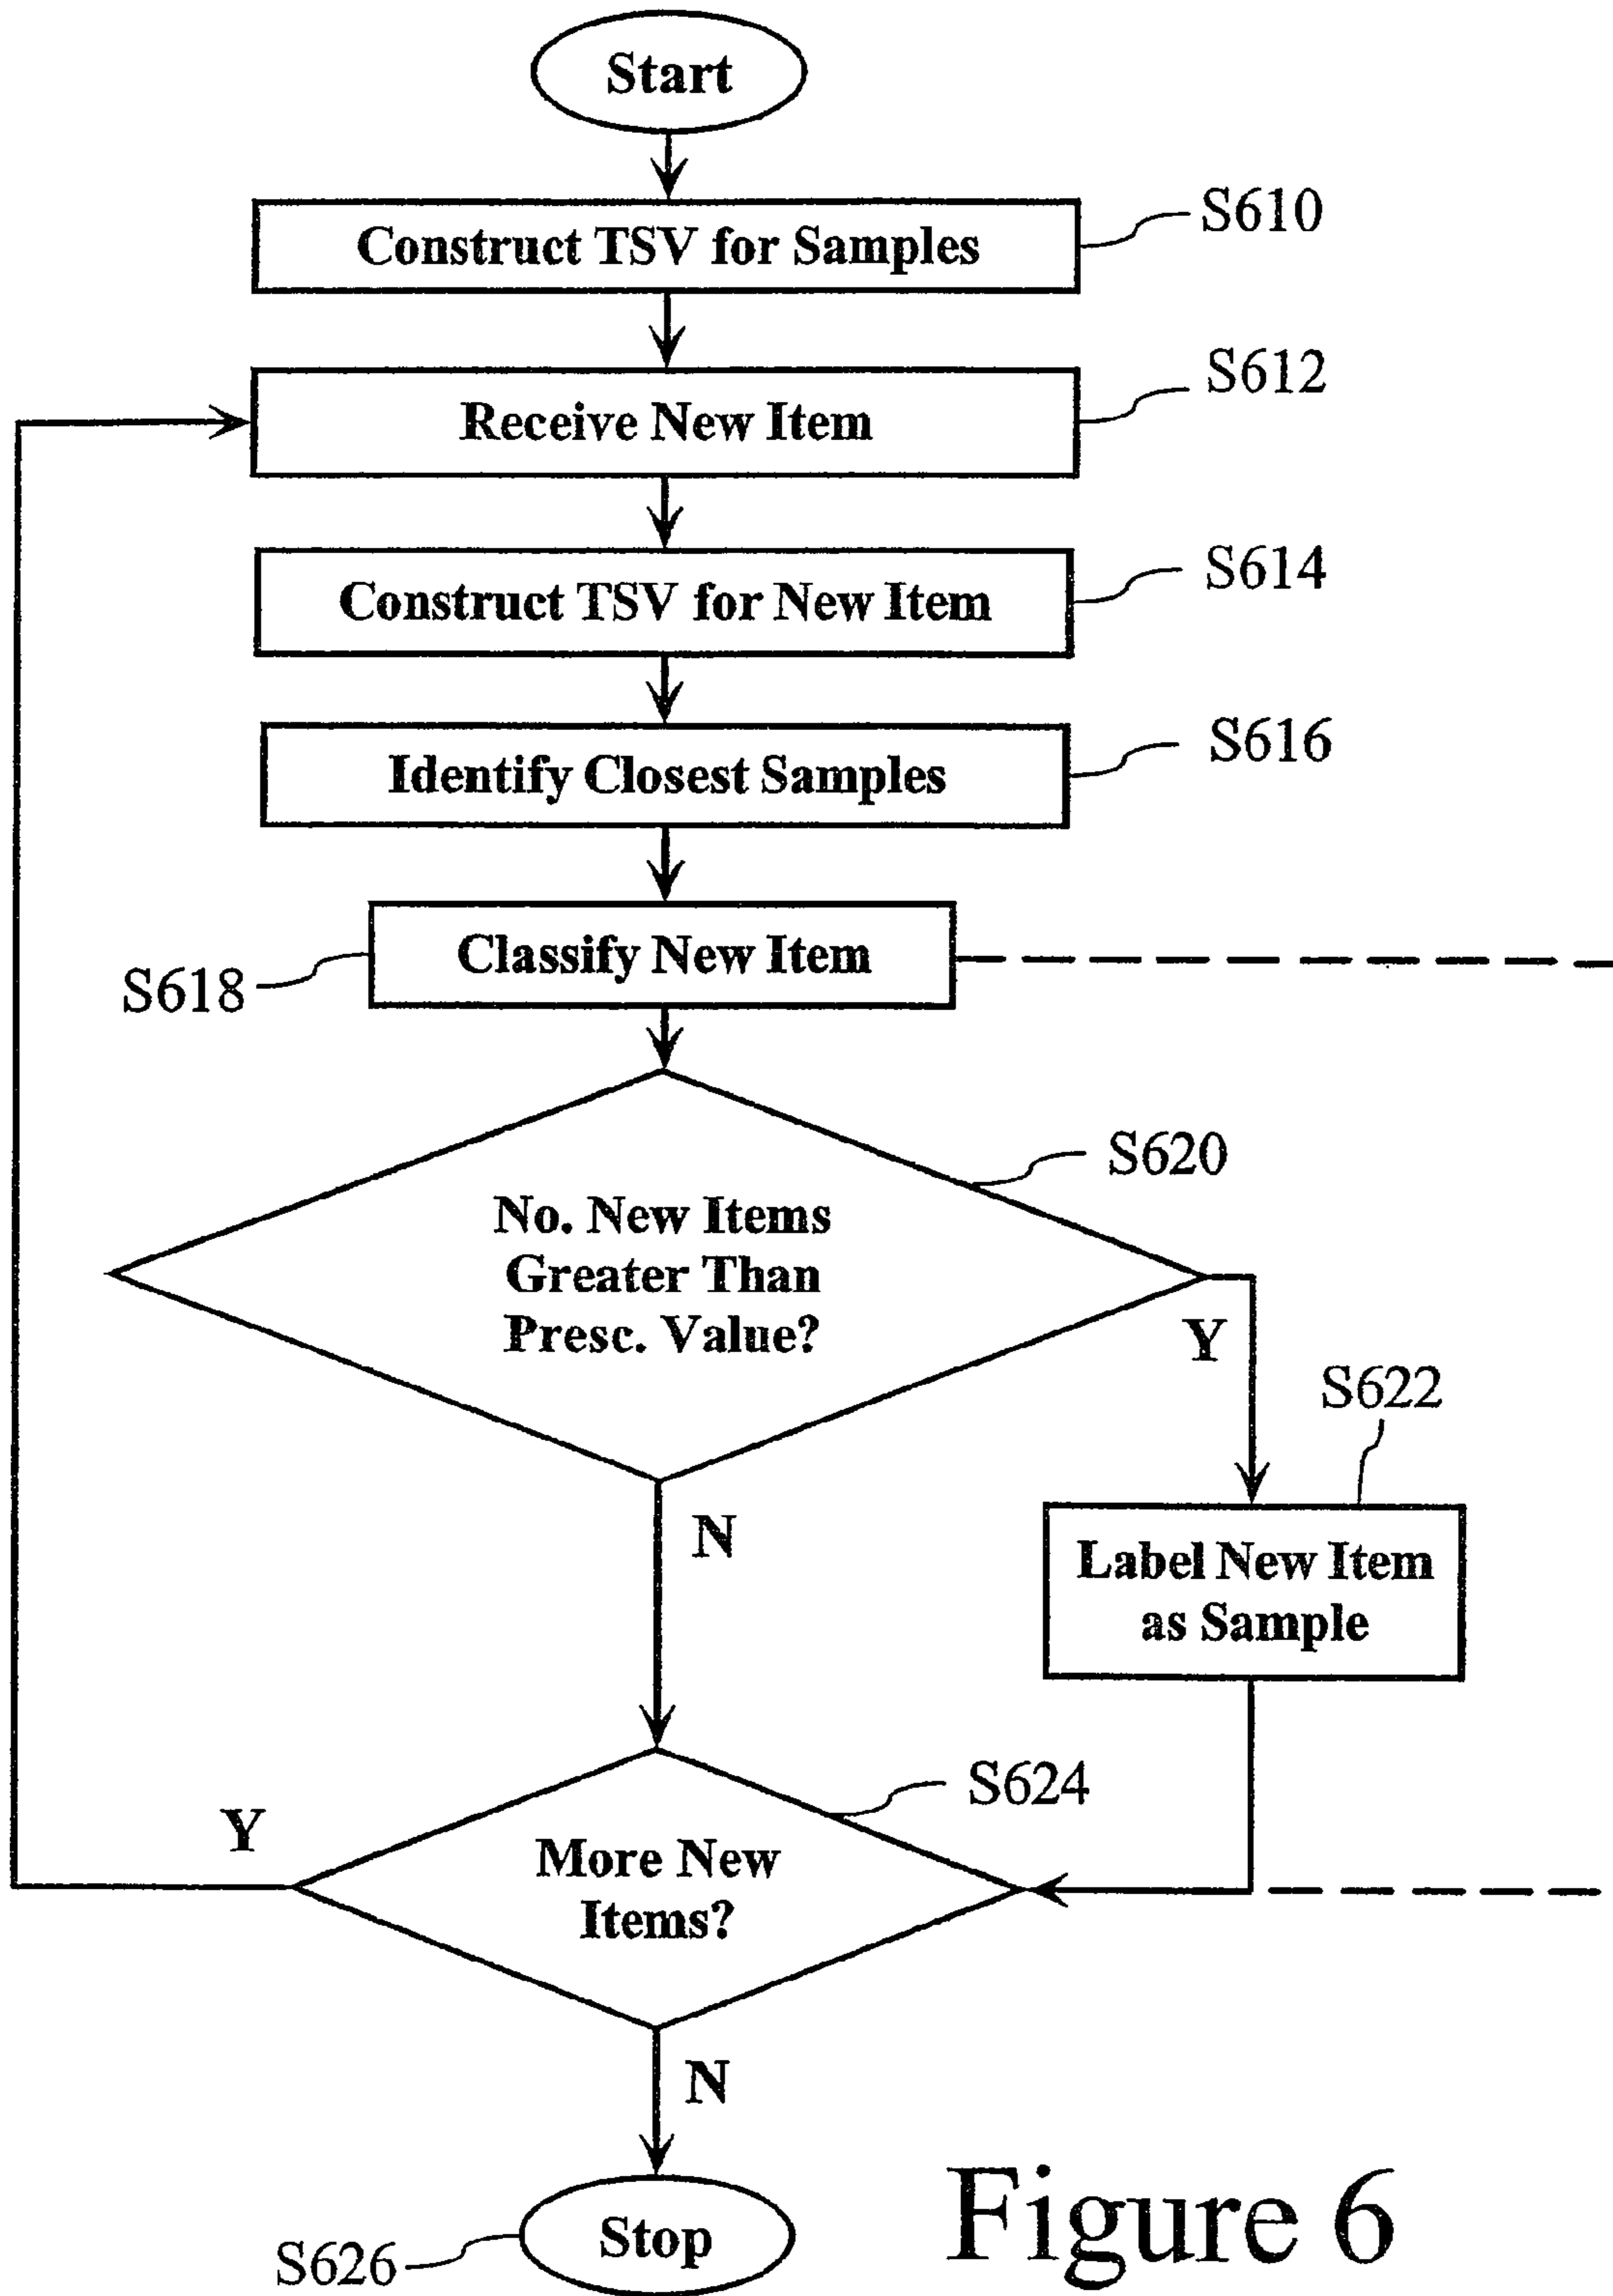 Start
Construct TSV for Samples
S610
Receive New Item
S612
Construct TSV for New Item
S614
Identify Closest Samples
S616
Classify New Item
S618
No. New Items
Greater Than
Presc. Value?
S620
Y
S622
Label New Item
as Sample
N
More New
Items?
S624
Y
N
Stop
S626
Figure 6